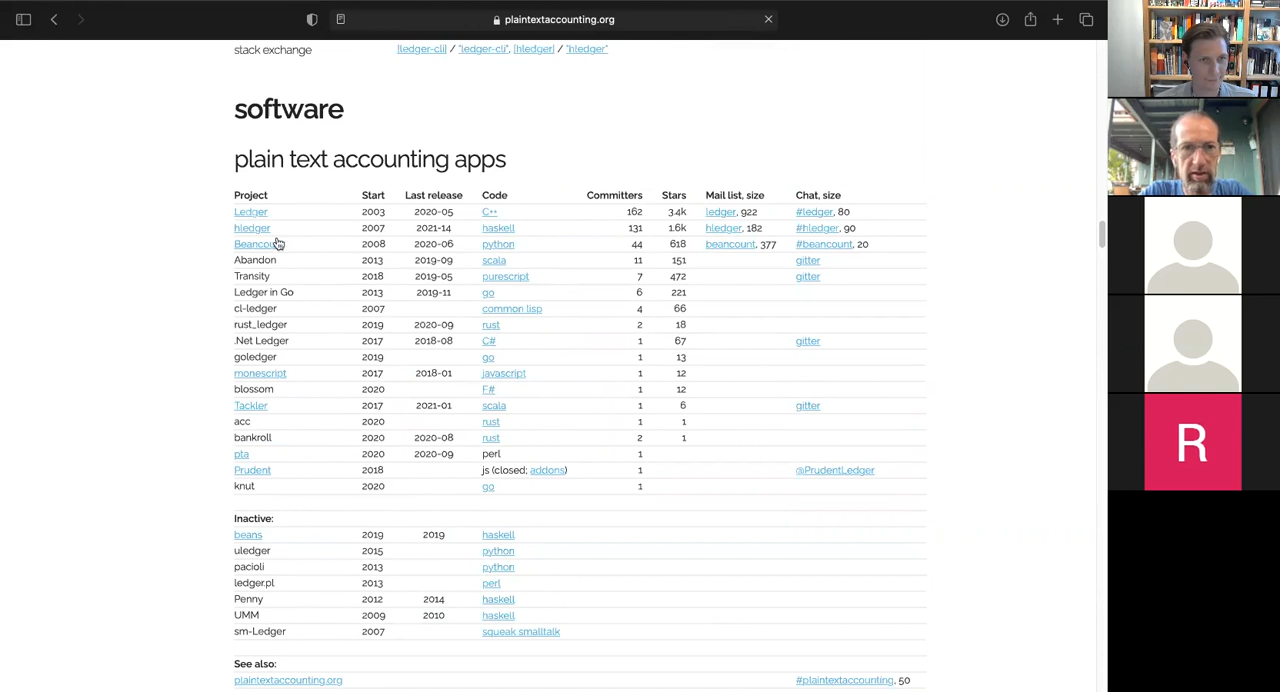 plaintextaccounting.org
stack exchange [ledger-cli] / "ledger-cli", [hledger] / "hledger"
software
plain text accounting apps
Project Start Last release Code Committers Stars Mail list, size Chat, size
Ledger 2003 2020-05 C++ 162 3.4k ledger, 922 #ledger, 80
hledger 2007 2021-14 haskell 131 1.6k hledger, 182 #hledger, 90
Beancount 2008 2020-06 python 44 618 beancount, 377 #beancount, 20
Abandon 2013 2019-09 scala 11 151 gitter
Transity 2018 2019-05 purescript 7 472 gitter
Ledger in Go 2013 2019-11 go 6 221
cl-ledger 2007 common lisp 4 66
rust_ledger 2019 2020-09 rust 2 18
.Net Ledger 2017 2018-08 C# 1 67 gitter
goledger 2019 go 1 13
monescript 2017 2018-01 javascript 1 12
blossom 2020 F# 1 12
Tackler 2017 2021-01 scala 1 6 gitter
acc 2020 rust 1 1
bankroll 2020 2020-08 rust 2 1
pta 2020 2020-09 perl 1
Prudent 2018 js (closed; addons) 1 @PrudentLedger
knut 2020 go 1
Inactive:
beans 2019 2019 haskell
uledger 2015 python
pacioli 2013 python
ledger.pl 2013 perl
Penny 2012 2014 haskell
UMM 2009 2010 haskell
sm-Ledger 2007 squeak smalltalk
See also:
plaintextaccounting.org #plaintextaccounting, 50
R